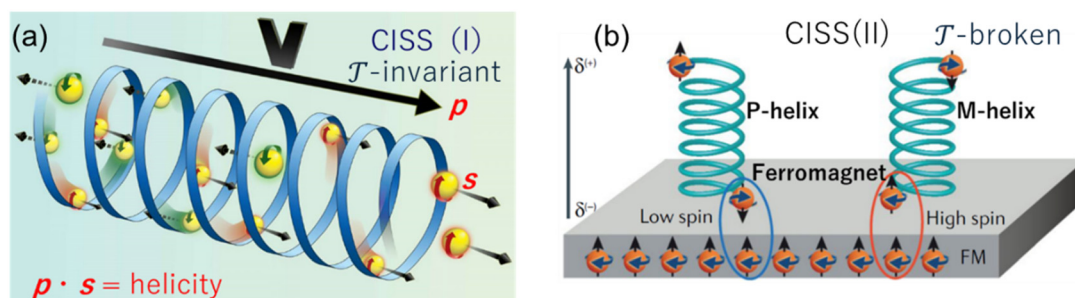 (a)
V
CISS (I)
𝒯-invariant
p
s
p · s = helicity
(b)
CISS(II)
𝒯-broken
δ(+)
P-helix
M-helix
Ferromagnet
δ(−)
Low spin
High spin
FM